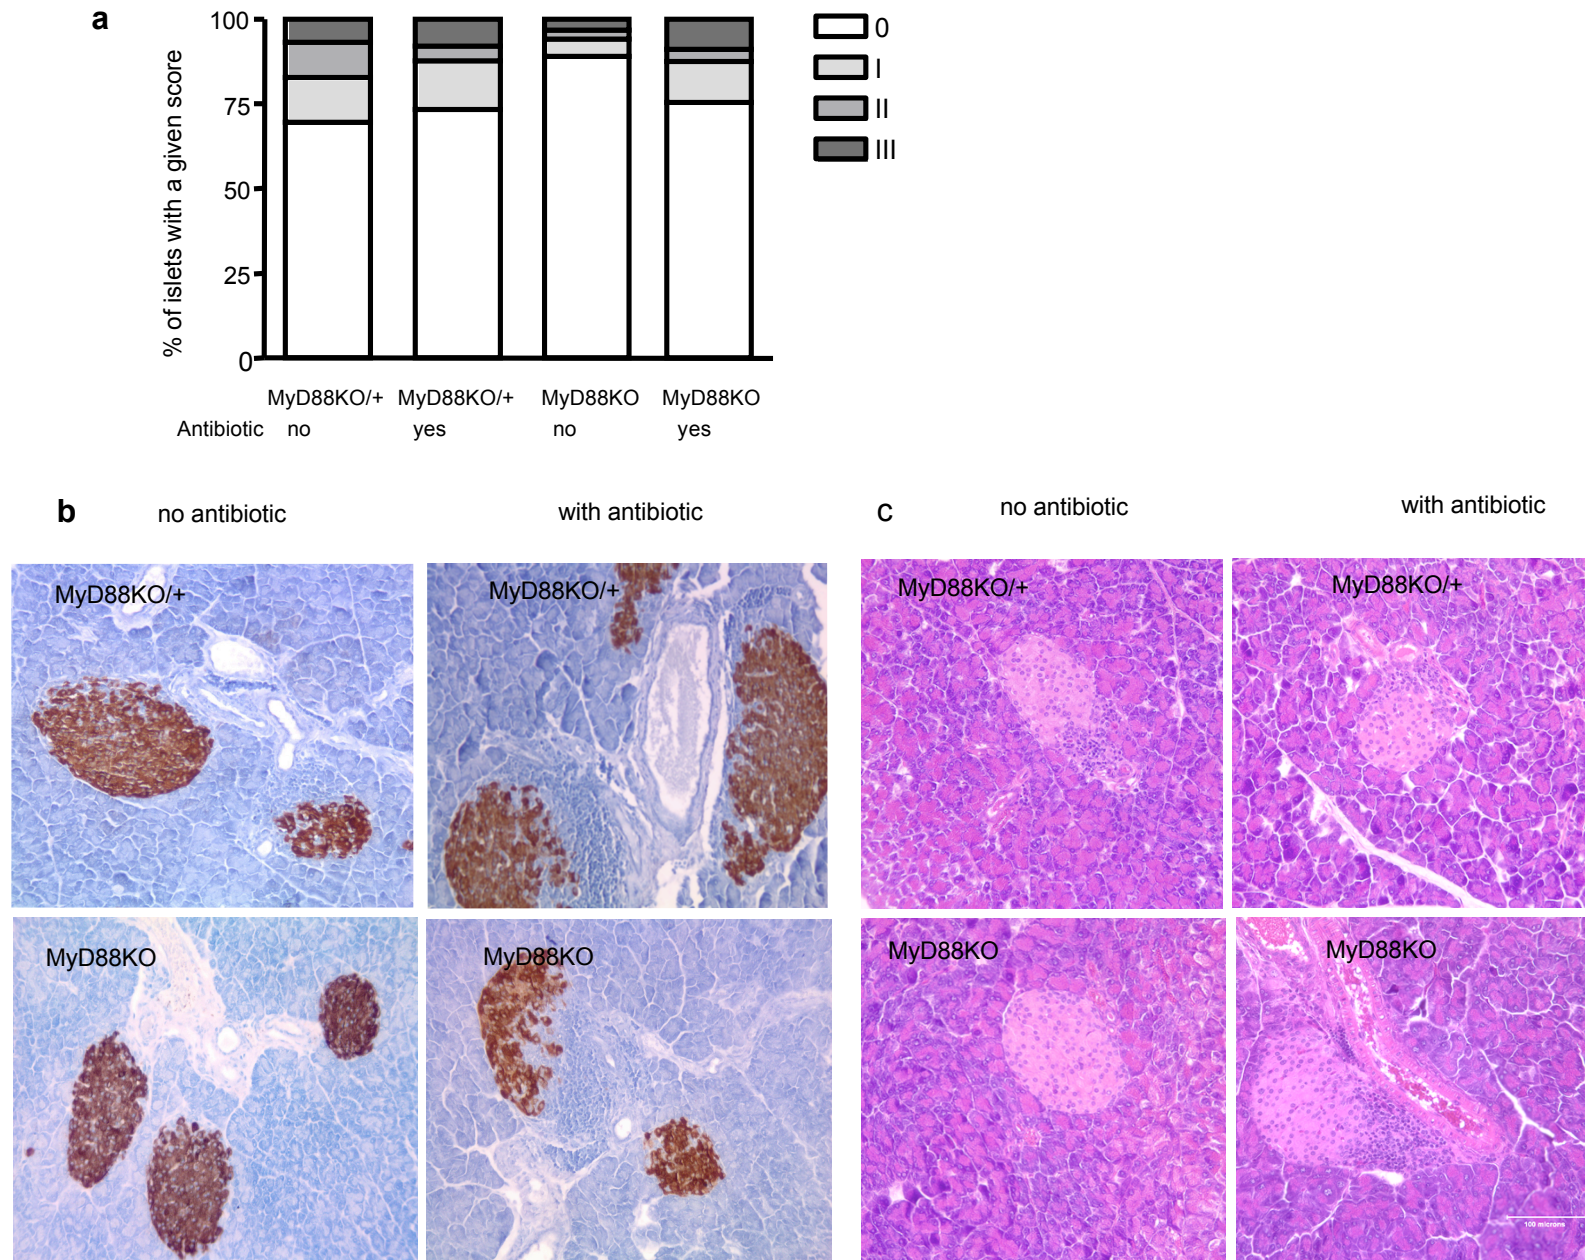 a
% of islets with a given score
100
75
50
25
0
0
I
II
III
MyD88KO/+ MyD88KO/+ MyD88KO MyD88KO
Antibiotic no yes no yes
b no antibiotic with antibiotic
c no antibiotic with antibiotic
MyD88KO/+ MyD88KO/+ MyD88KO/+ MyD88KO/+
MyD88KO MyD88KO MyD88KO MyD88KO
100 microns